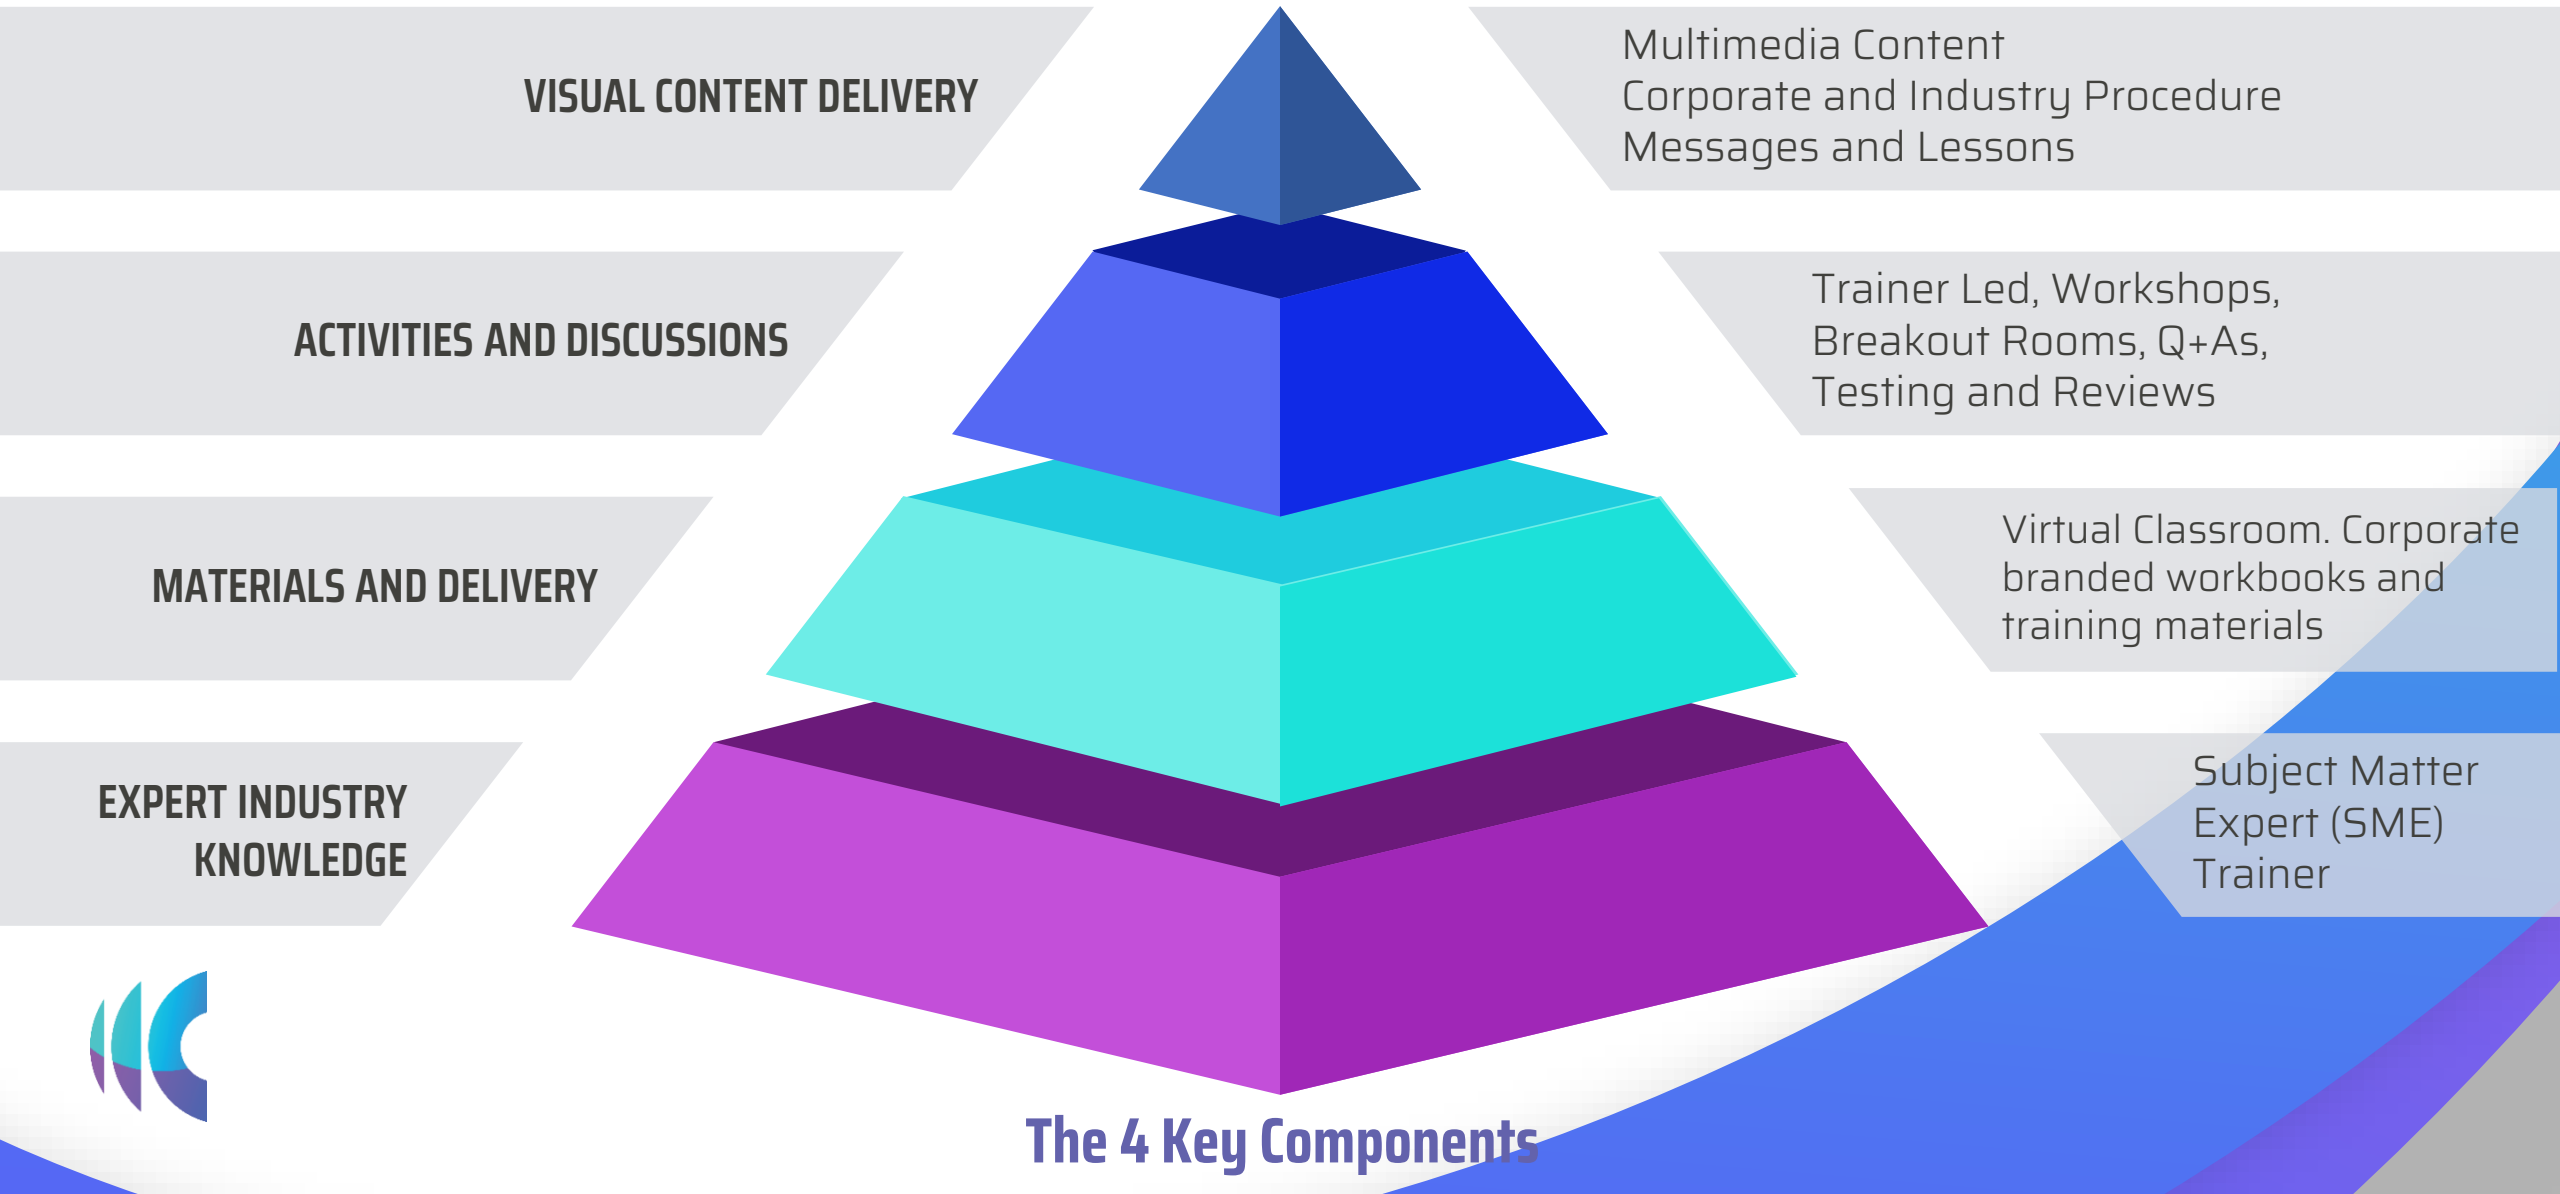 VISUAL CONTENT DELIVERY
Multimedia Content
Corporate and Industry Procedure
Messages and Lessons
ACTIVITIES AND DISCUSSIONS
Trainer Led, Workshops,
Breakout Rooms, Q+As,
Testing and Reviews
MATERIALS AND DELIVERY
Virtual Classroom. Corporate
branded workbooks and
training materials
EXPERT INDUSTRY
KNOWLEDGE
Subject Matter
Expert (SME)
Trainer
The 4 Key Components